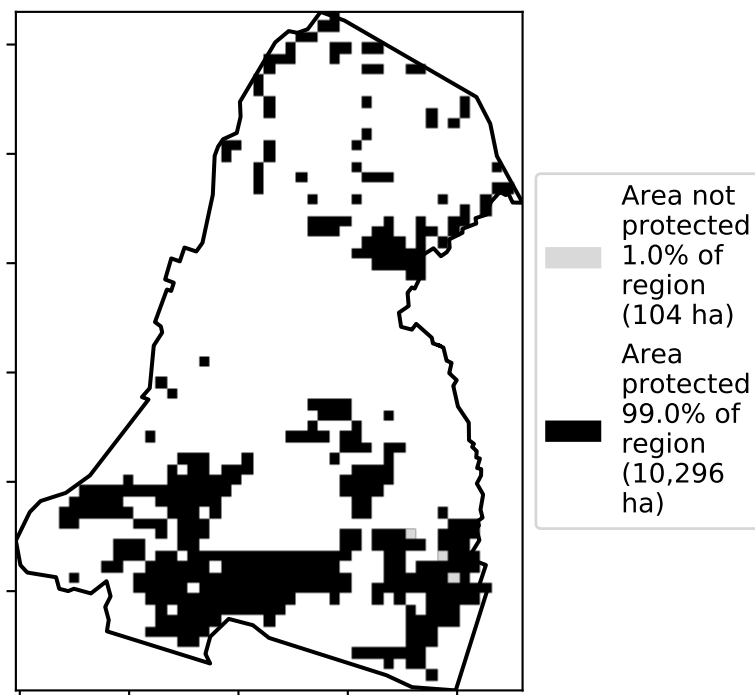 Area not
protected
1.0% of
region
(104 ha)
Area
protected
99.0% of
region
(10,296
ha)